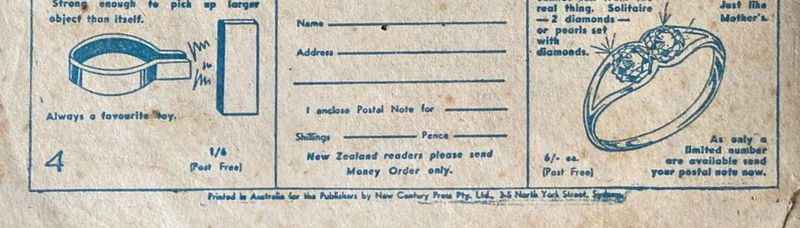 Strong enough to pick up larger
object than itself.
Always a favourite toy.
4
1/6
(Post Free)
Name
Address
I enclose Postal Note for
Shillings Pence
New Zealand readers please send
Money Order only.
real thing. Solitaire
— 2 diamonds —
or pearls set
with
diamonds.
Just like
Mother's.
6/- ea.
(Post Free)
As only a
limited number
are available send
your postal note now.
Printed in Australia for the Publishers by New Century Press Pty. Ltd., 3-5 North York Street, Sydney